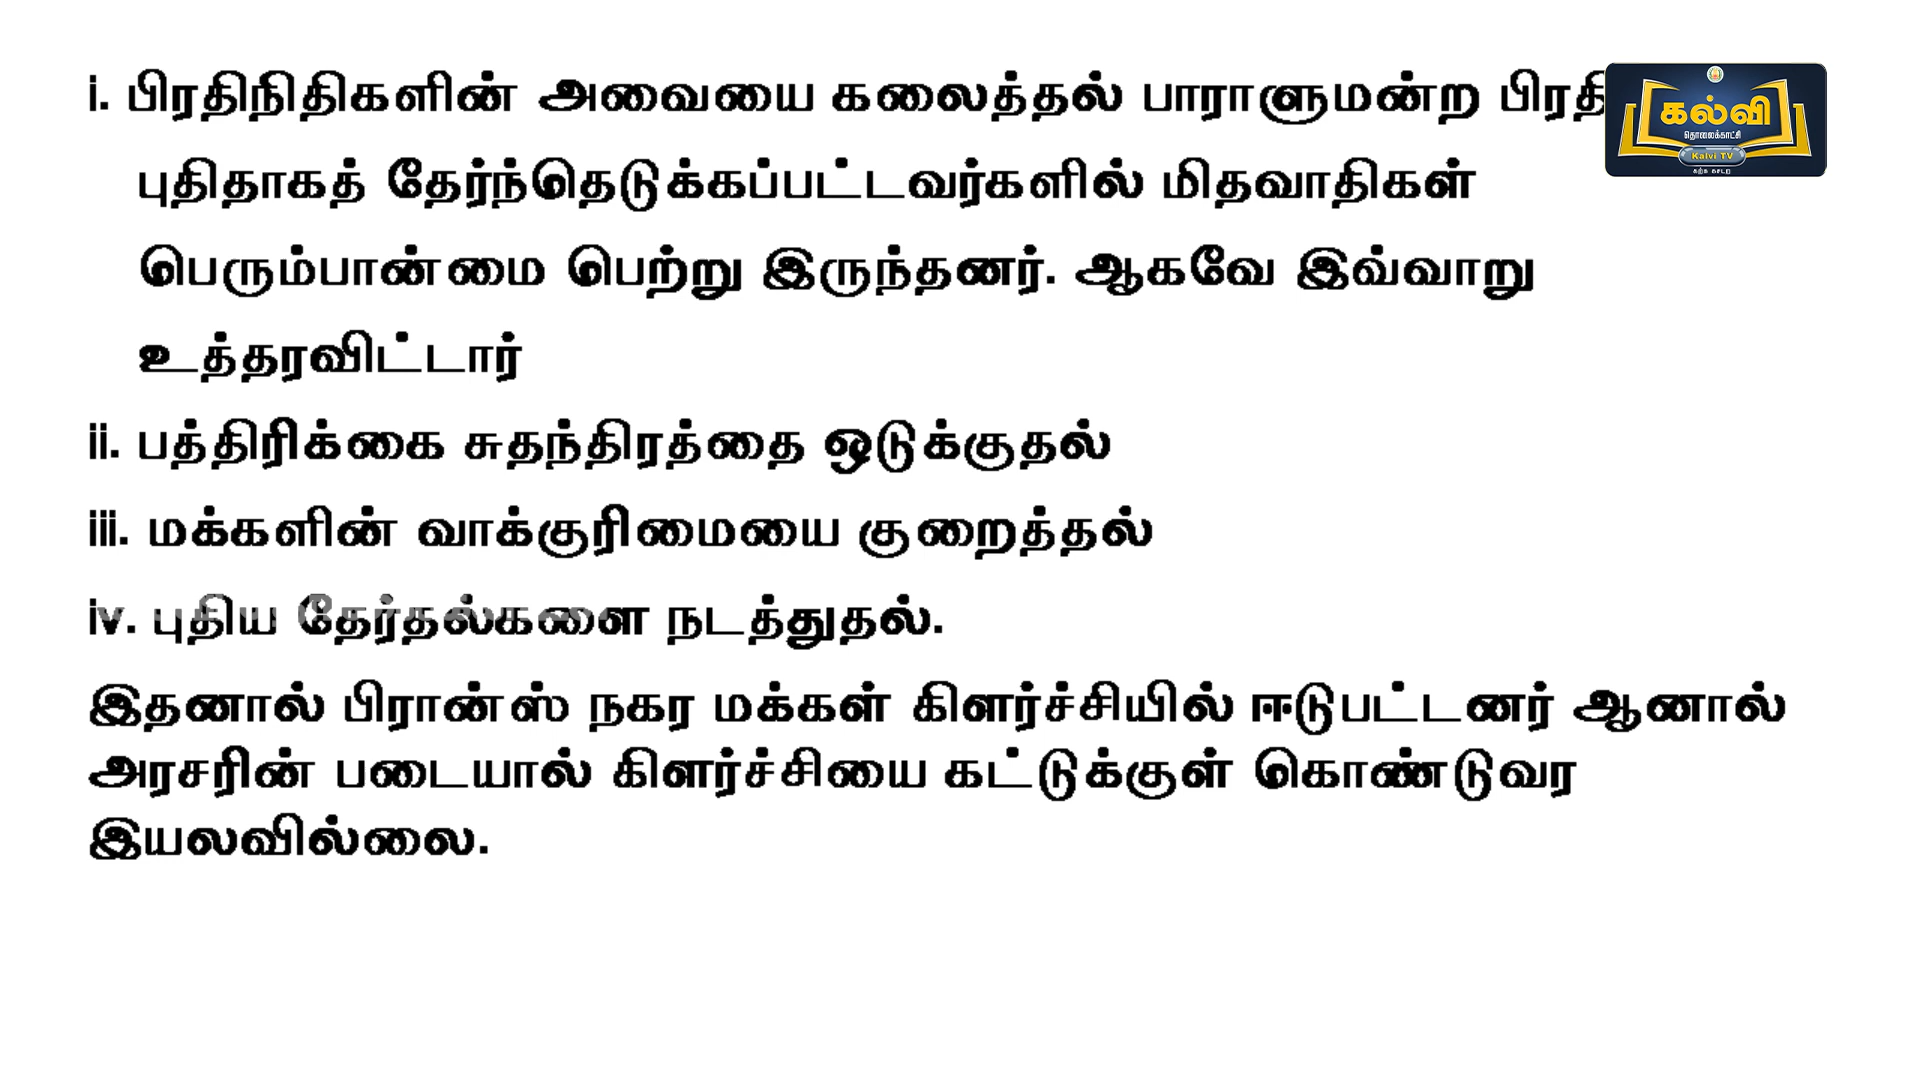 i. பிரதிநிதிகளின் அவையை கலைத்தல் பாராளுமன்ற
புதிதாகத் தேர்ந்தெடுக்கப்பட்டவர்களில் மிதவாதிகள்
பெரும்பான்மை பெற்று இருந்தனர். ஆகவே இவ்வாறு
உத்தரவிட்டார்
ii. பத்திரிக்கை சுதந்திரத்தை ஒடுக்குதல்
iii. மக்களின் வாக்குரிமையை குறைத்தல்
iv. புதிய தேர்தல்களை நடத்துதல்.
இதனால் பிரான்ஸ் நகர மக்கள் கிளர்ச்சியில் ஈடுபட்டனர் ஆனால்
அரசரின் படையால் கிளர்ச்சியை கட்டுக்குள் கொண்டுவர
இயலவில்லை.
கல்வி
தொலைக்காட்சி
Kalvi TV
கற்க கசடற